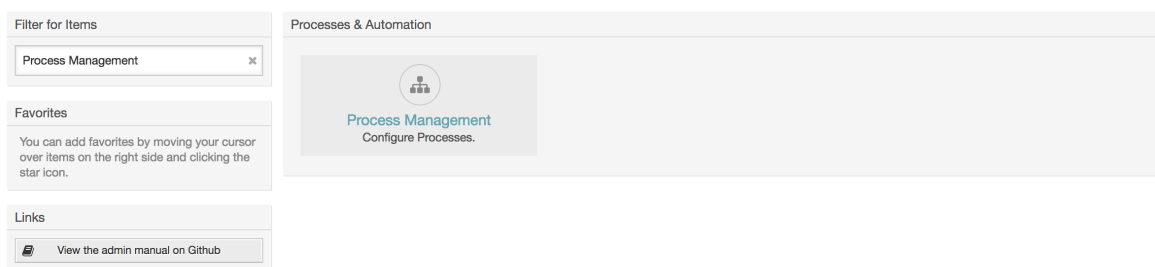 Filter for Items
Process Management
Favorites
You can add favorites by moving your cursor
over items on the right side and clicking the
star icon.
Links
View the admin manual on Github
Processes & Automation
Process Management
Configure Processes.